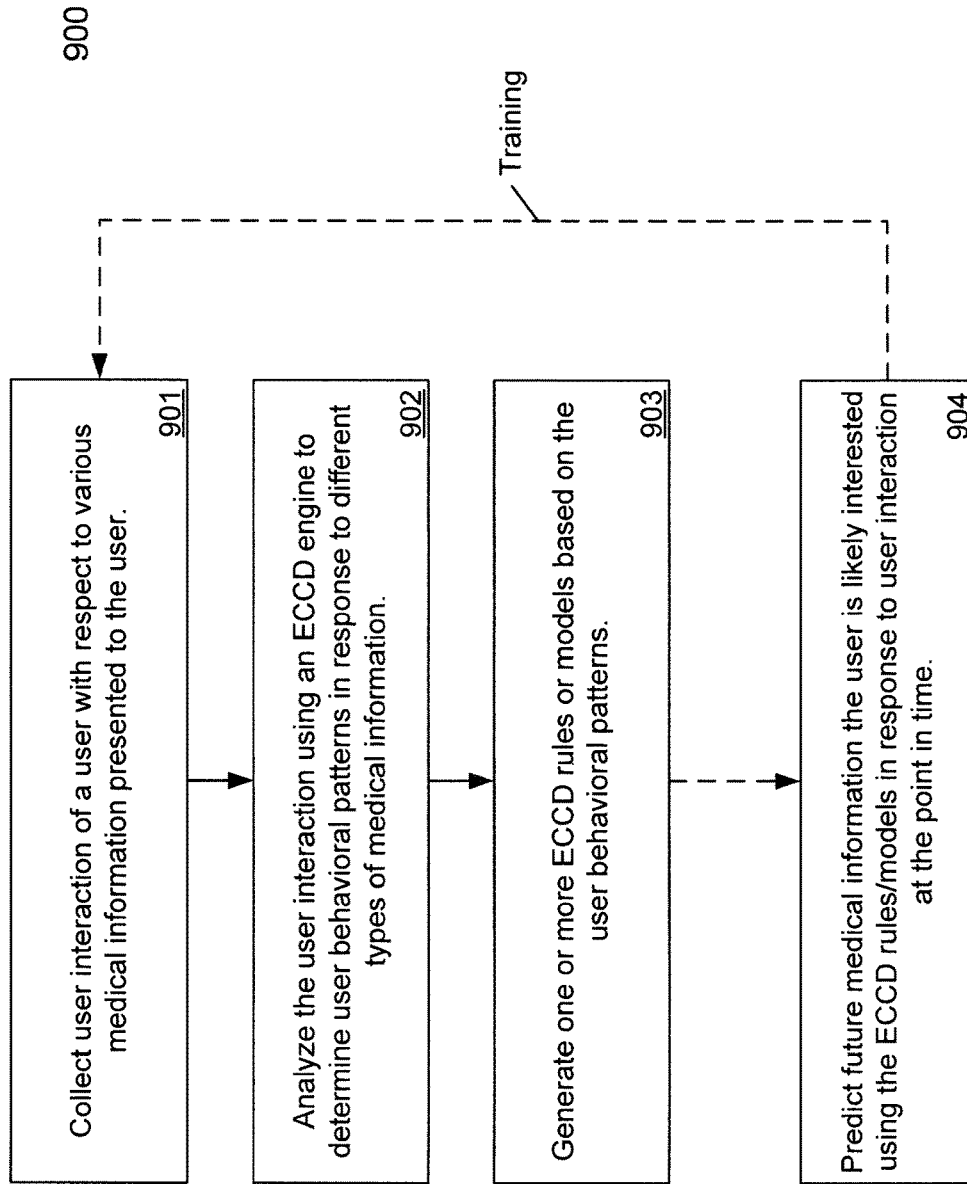 900
Collect user interaction of a user with respect to various
medical information presented to the user.
901
Analyze the user interaction using an ECCD engine to
determine user behavioral patterns in response to different
types of medical information.
902
Generate one or more ECCD rules or models based on the
user behavioral patterns.
903
Predict future medical information the user is likely interested
using the ECCD rules/models in response to user interaction
at the point in time.
904
Training